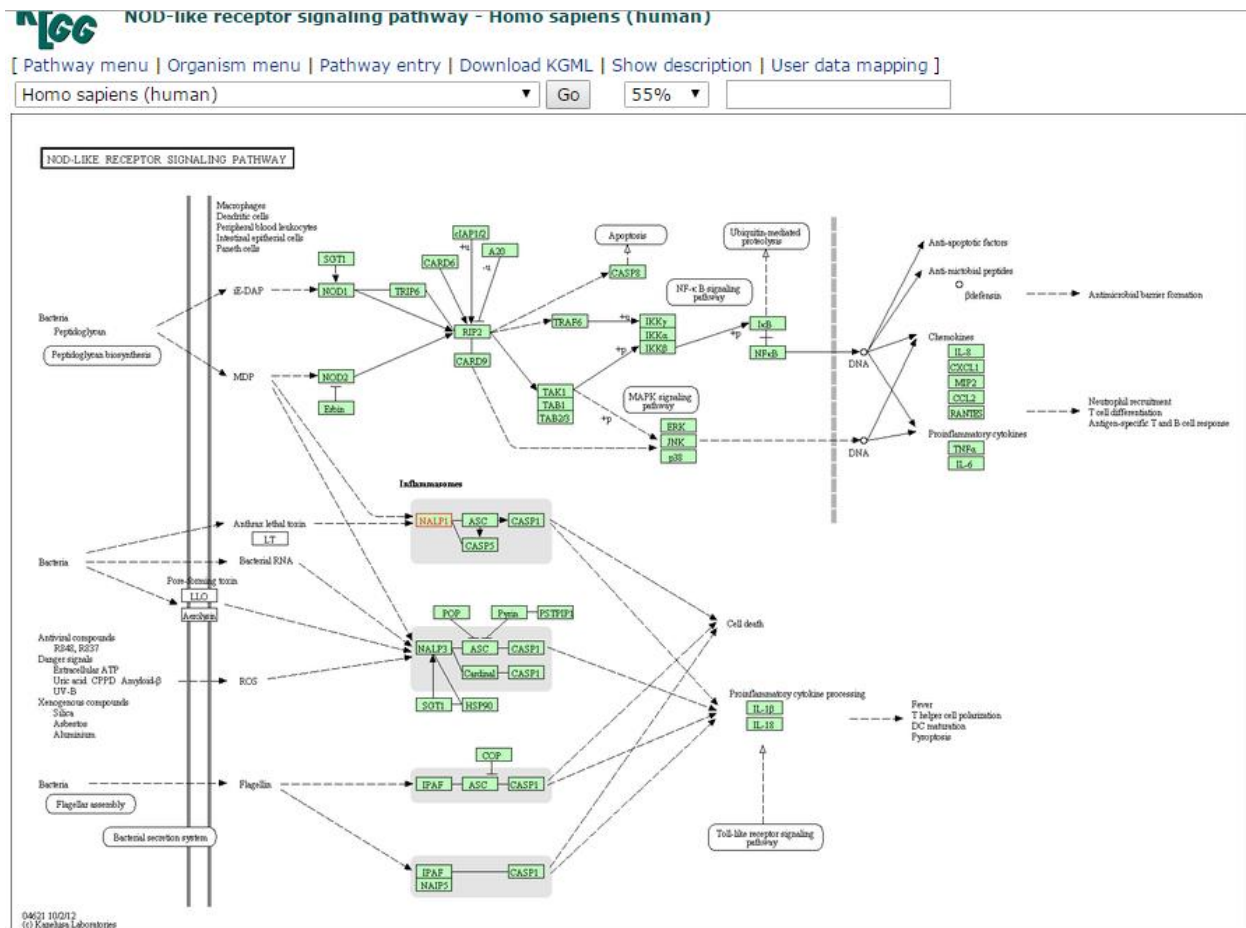 KEGG
NOD-like receptor signaling pathway - Homo sapiens (human)
[ Pathway menu | Organism menu | Pathway entry | Download KGML | Show description | User data mapping ]
Homo sapiens (human)
Go
55%
NOD-LIKE RECEPTOR SIGNALING PATHWAY
Macrophages
Dendritic cells
Peripheral blood leukocytes
Intestinal epitherial cells
Paneth cells
Bacteria
Peptidoglycan
Peptidoglycan biosynthesis
iE-DAP
MDP
SGT1
NOD1
TRIP6
NOD2
Erbin
cIAP1/2
+u
A20
-u
CARD6
RIP2
CARD9
Apoptosis
CASP8
TRAF6
+u
IKKγ
IKKα
IKKβ
+p
+p
NF-κB signaling
pathway
Ubiquitin-mediated
proteolysis
IκB
NFκB
TAK1
TAB1
TAB2/3
+p
MAPK signaling
pathway
ERK
JNK
p38
DNA
DNA
Anti-apoptotic factors
Anti-mictobial peptides
βdefensin
Antimicrobial barrier formation
Chemokines
IL-8
CXCL1
MIP2
CCL2
RANTES
Neutrophil recruitment
T cell differentiation
Antigen-specific T and B cell response
Proinflammatory cytokines
TNFα
IL-6
Inflammasomes
NALP1
ASC
CASP1
CASP5
Bacteria
Anthrax lethal toxin
LT
Bacterial RNA
Pore-forming toxin
LLO
Aerolysin
POP
Pyrin
PSTPIP1
NALP3
ASC
CASP1
Cardinal
CASP1
SGT1
HSP90
Antiviral compounds
R848, R837
Danger signals
Extracellular ATP
Uric acid CPPD Amyloid-β
UV-B
Xenogenous compounds
Silica
Asbestos
Aluminium
ROS
Cell death
Proinflammatory cytokine processing
IL-1β
IL-18
Fever
T helper cell polarization
DC maturation
Pyroptosis
Toll-like receptor signaling
pathway
Bacteria
Flagellar assembly
Bacterial secretion system
Flagellin
COP
IPAF
ASC
CASP1
IPAF
NAIP5
CASP1
04621 10/2/12
(c) Kanehisa Laboratories